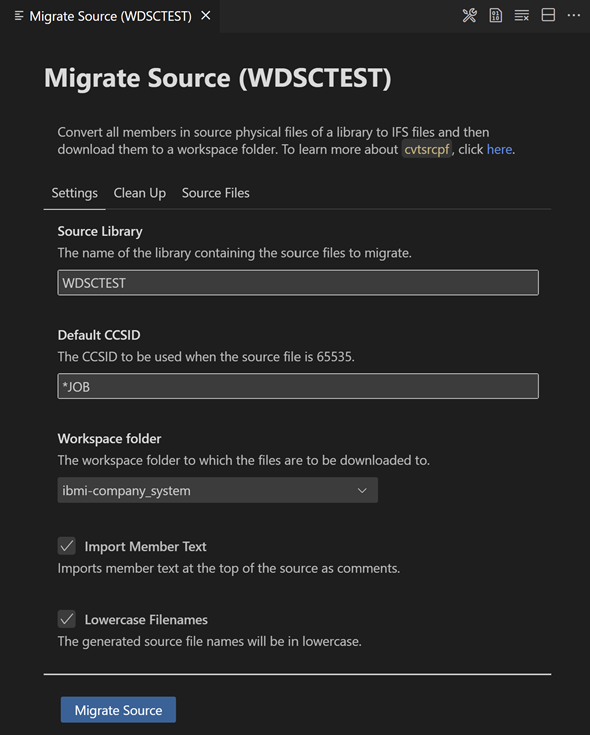 Migrate Source (WDSCTEST)
Migrate Source (WDSCTEST)
Convert all members in source physical files of a library to IFS files and then
download them to a workspace folder. To learn more about cvtsrcpf, click here.
Settings Clean Up Source Files
Source Library
The name of the library containing the source files to migrate.
WDSCTEST
Default CCSID
The CCSID to be used when the source file is 65535.
*JOB
Workspace folder
The workspace folder to which the files are to be downloaded to.
ibmi-company_system
Import Member Text
Imports member text at the top of the source as comments.
Lowercase Filenames
The generated source file names will be in lowercase.
Migrate Source